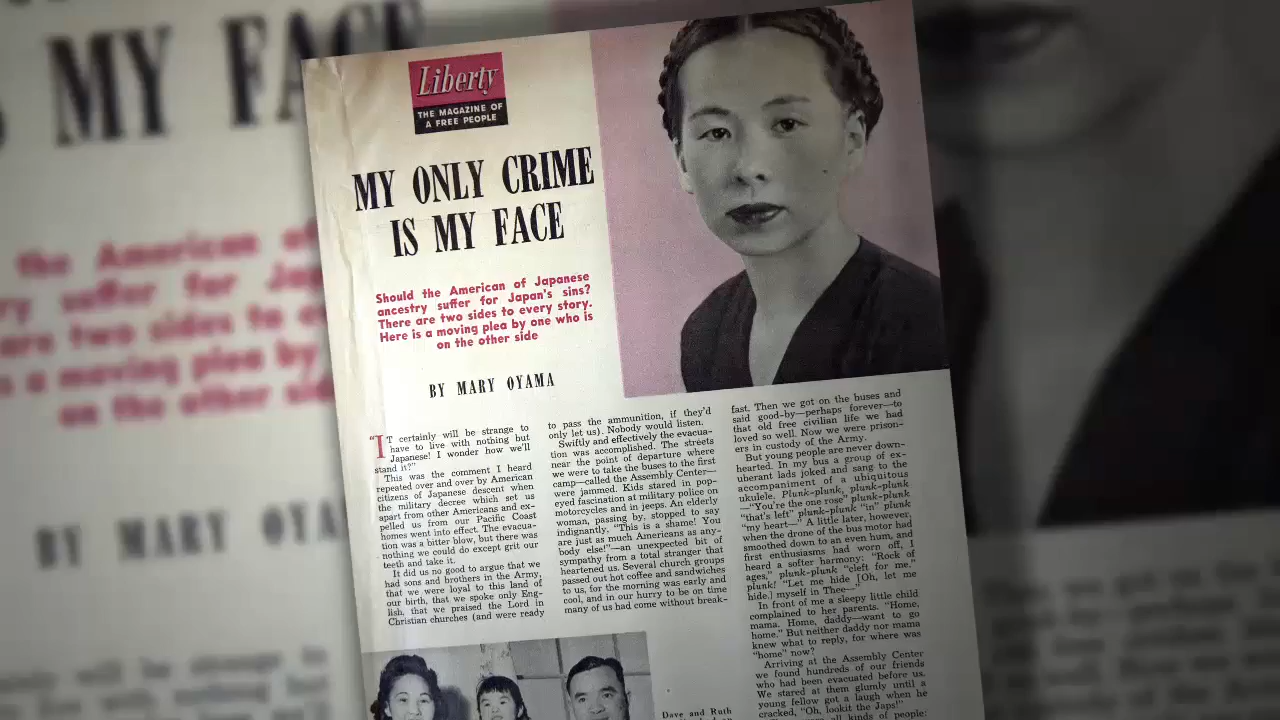 Liberty
THE MAGAZINE OF
A FREE PEOPLE
MY ONLY CRIME
IS MY FACE
Should the American of Japanese
ancestry suffer for Japan's sins?
There are two sides to every story.
Here is a moving plea by one who is
on the other side
BY MARY OYAMA
"IT certainly will be strange to
have to live with nothing but
Japanese! I wonder how we'll
stand it?"
This was the comment I heard
repeated over and over by American
citizens of Japanese descent when
the military decree which set us
apart from other Americans and ex-
pelled us from our Pacific Coast
homes went into effect. The evacua-
tion was a bitter blow, but there was
nothing we could do except grit our
teeth and take it.
It did us no good to argue that we
had sons and brothers in the Army,
that we were loyal to this land of
our birth, that we spoke only Eng-
lish, that we praised the Lord in
Christian churches (and were ready
to pass the ammunition, if they'd
only let us). Nobody would listen.
Swiftly and effectively the evacua-
tion was accomplished. The streets
near the point of departure where
we were to take the buses to the first
camp—called the Assembly Center—
were jammed. Kids stared in pop-
eyed fascination at military police on
motorcycles and in jeeps. An elderly
woman, passing by, stopped to say
indignantly, "This is a shame! You
are just as much Americans as any-
body else!"—an unexpected bit of
sympathy from a total stranger that
heartened us. Several church groups
passed out hot coffee and sandwiches
to us, for the morning was early and
cool, and in our hurry to be on time
many of us had come without break-
fast. Then we got on the buses and
said good-by—perhaps forever—to
that old free civilian life we had
loved so well. Now we were prison-
ers in custody of the Army.
But young people are never down-
hearted. In my bus a group of ex-
uberant lads joked and sang to the
accompaniment of a ubiquitous
ukulele. Plunk-plunk, plunk-plunk
—"You're the one rose" plunk-plunk
"that's left" plunk-plunk "in" plunk
"my heart—" A little later, however,
when the drone of the bus motor had
smoothed down to an even hum, and
first enthusiasms had worn off, I
heard a softer harmony: "Rock of
ages," plunk-plunk "cleft for me,"
plunk! "Let me hide [Oh, let me
hide,] myself in Thee—"
In front of me a sleepy little child
complained to her parents. "Home,
mama. Home, daddy—want to go
home." But neither daddy nor mama
knew what to reply, for where was
"home" now?
Arriving at the Assembly Center
we found hundreds of our friends
who had been evacuated before us.
We stared at them glumly until a
young fellow got a laugh when he
cracked, "Oh, lookit the Japs!"
all kinds of people:
Dave and Ruth